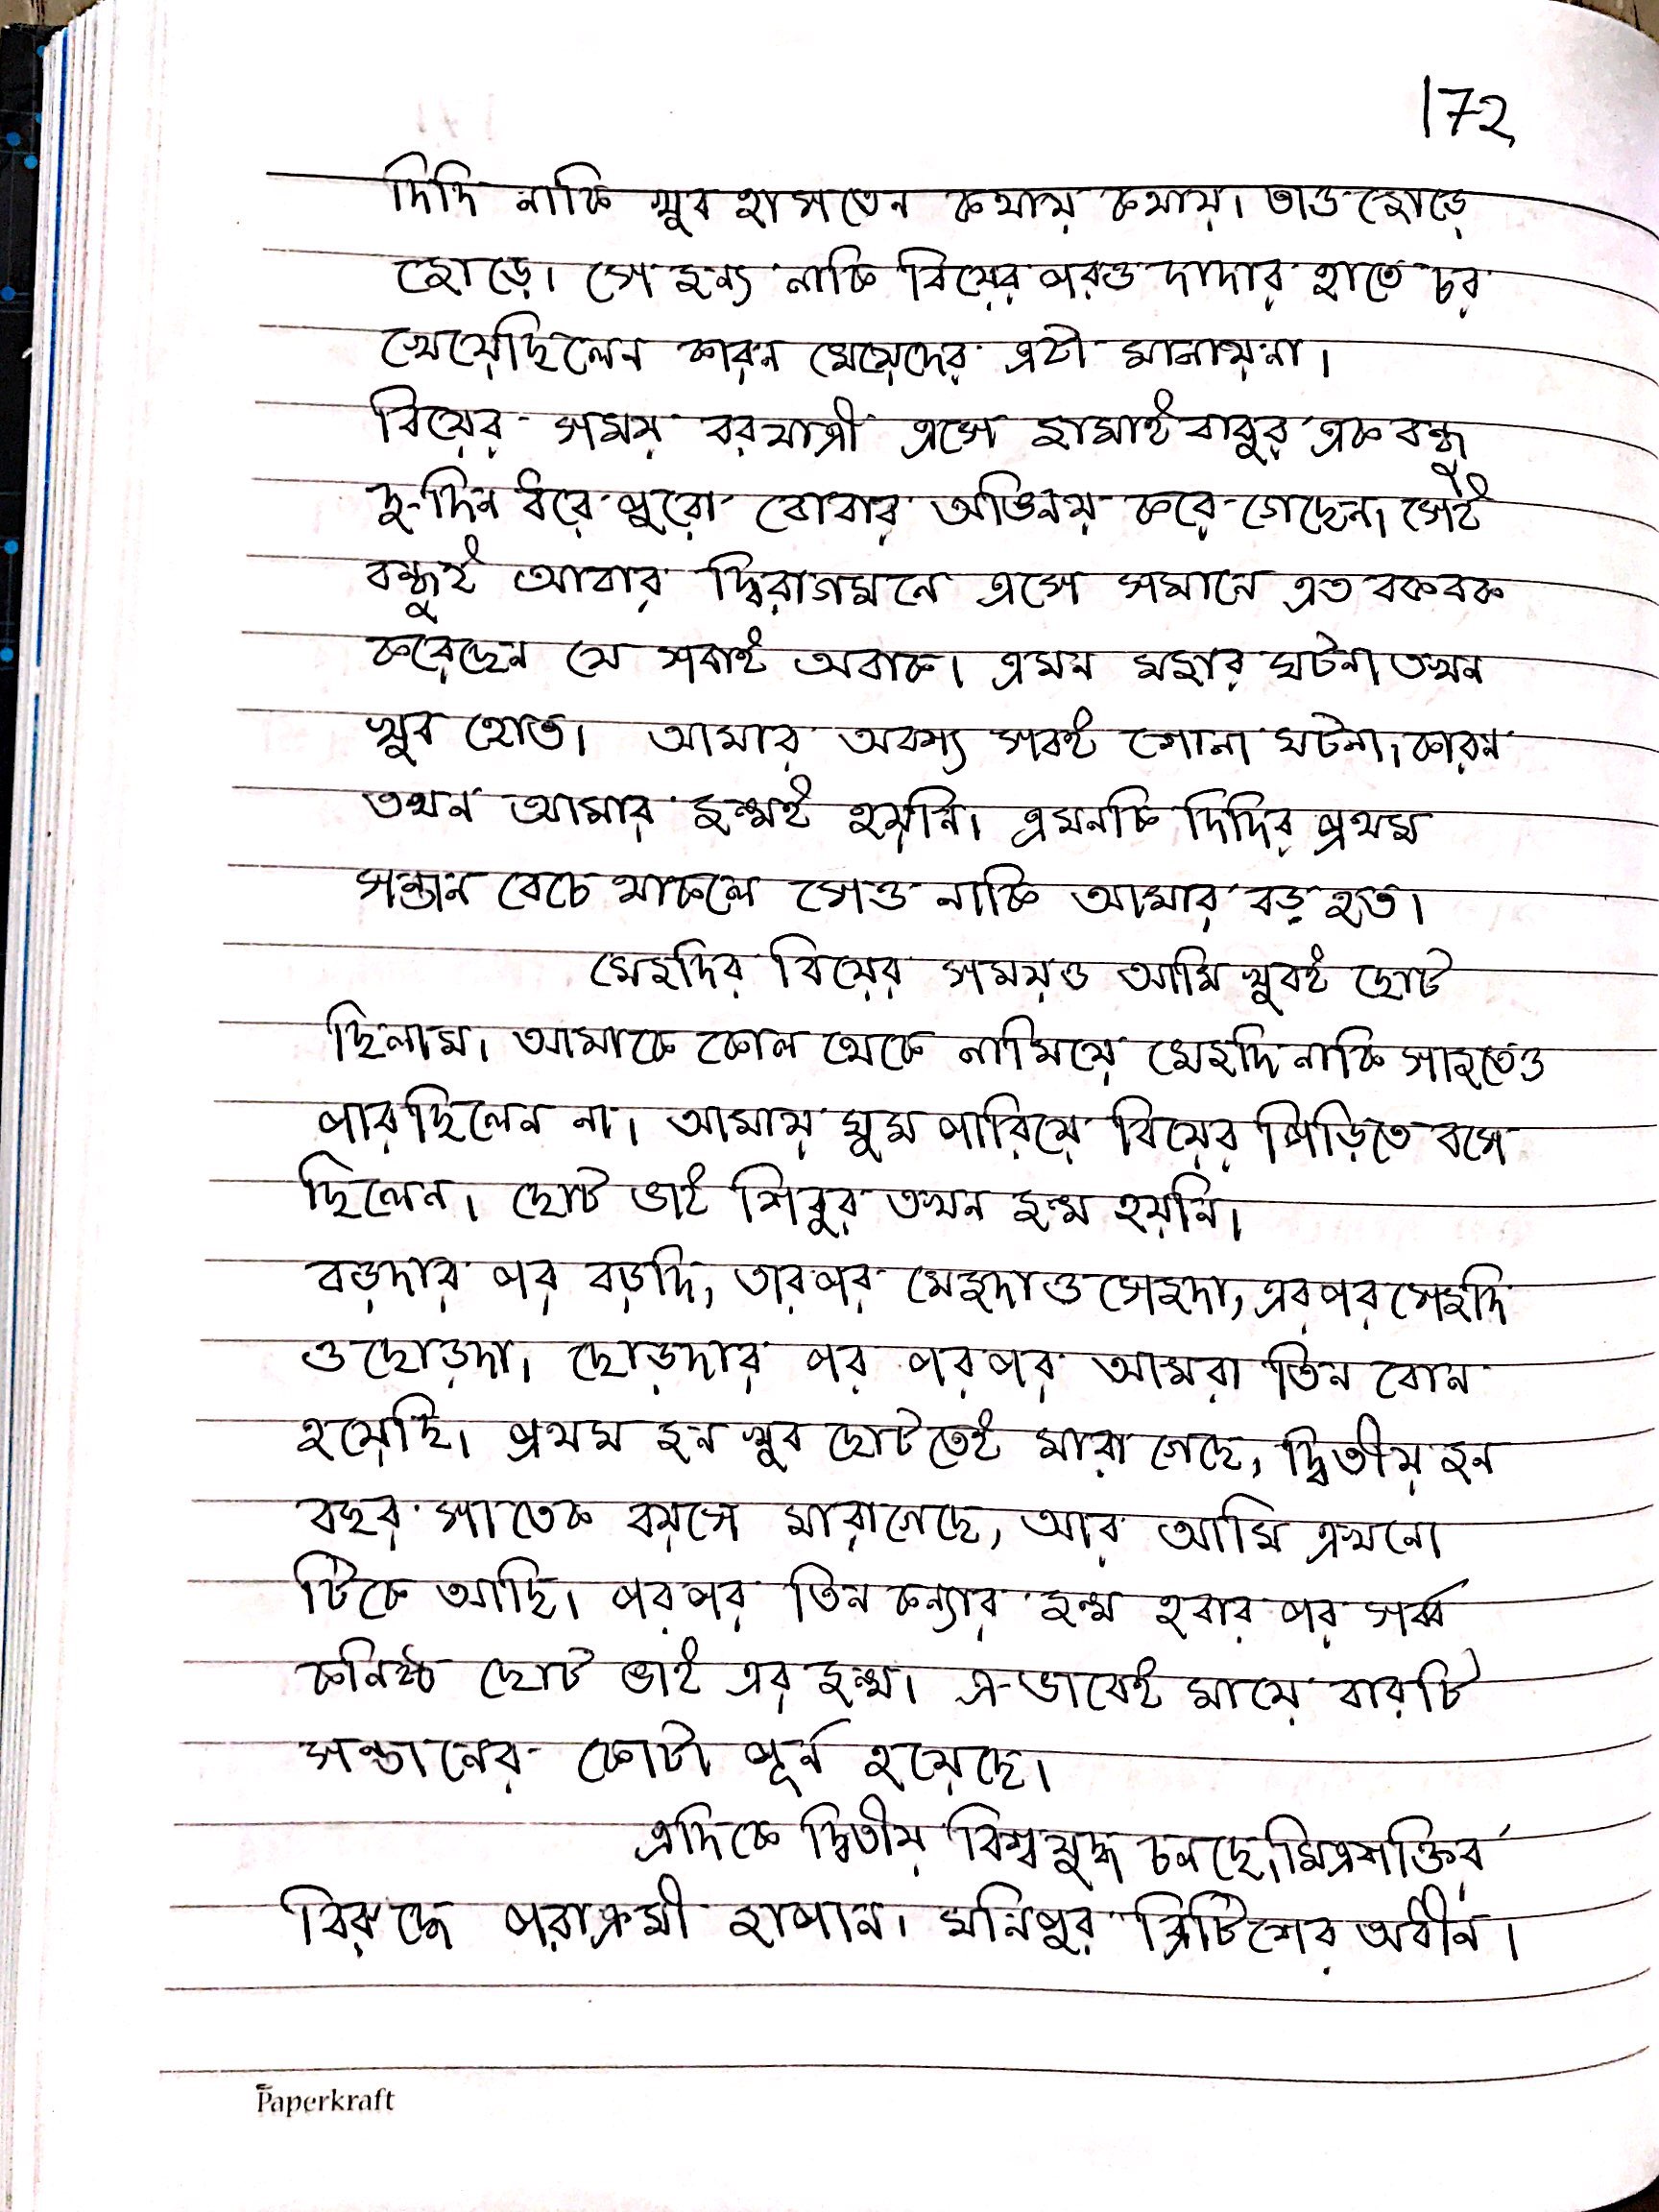 172
দিদি নাকি খুব হাসতেন কথায় কথায়। তাও জোড়ে
জোড়ে। সে জন্য নাকি বিয়ের পরও দাদার হাতে চর
খেয়েছিলেন কারন মেয়েদের এটা মানায়না।
বিয়ের সময় বরযাত্রী এসে জামাই বাবুর এক বন্ধু
দু-দিন ধরে পুরো বোবার অভিনয় করে গেছেন। সেই
বন্ধুই আবার দ্বিরাগমনে এসে সমানে এত বকবক
করেছেন যে সবাই অবাক। এমন মজার ঘটনা তখন
খুব হোত। আমার অবশ্য সবই শোনা ঘটনা। কারন
তখন আমার জন্মই হয়নি। এমনকি দিদির প্রথম
সন্তান বেচে থাকলে সেও নাকি আমার বড় হত।
মেজদির বিয়ের সময়ও আমি খুবই ছোট
ছিলাম। আমাকে কোল থেকে নামিয়ে মেজদি নাকি সাজতেও
পারছিলেন না। আমায় ঘুম পারিয়ে বিয়ের পিড়িতে বসে
ছিলেন। ছোট ভাই শিবুর তখন জন্ম হয়নি।
বড়দার পর বড়দি, তারপর মেজদা ও সেজদা, এরপর সেজদি
ও ছোড়দা। ছোড়দার পর পরপর আমরা তিন বোন
হয়েছি। প্রথম জন খুব ছোটতেই মারা গেছে, দ্বিতীয় জন
বছর সাতেক বয়সে মারাগেছে, আর আমি এখনো
টিকে আছি। পরপর তিন কন্যার জন্ম হবার পর সর্ব্ব
কনিষ্ঠ ছোট ভাই এর জন্ম। এ-ভাবেই মায়ে বারটি
সন্তানের কোটা পূর্ন হয়েছে।
এদিকে দ্বিতীয় বিশ্বযুদ্ধ চলছে। মিত্রশক্তির
বিরুদ্ধে পরাক্রমী জাপান। মনিপুর ব্রিটিশের অধীন।
Paperkraft